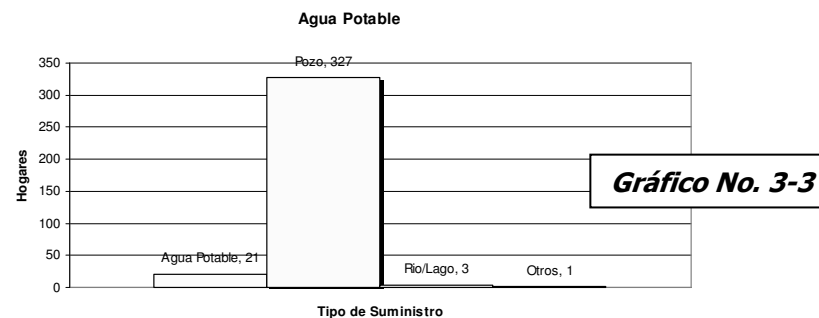 Agua Potable
350
300
250
200
150
100
50
0
Hogares
Pozo, 327
Agua Potable, 21
Rio/Lago, 3
Otros, 1
Tipo de Suministro
Gráfico No. 3-3